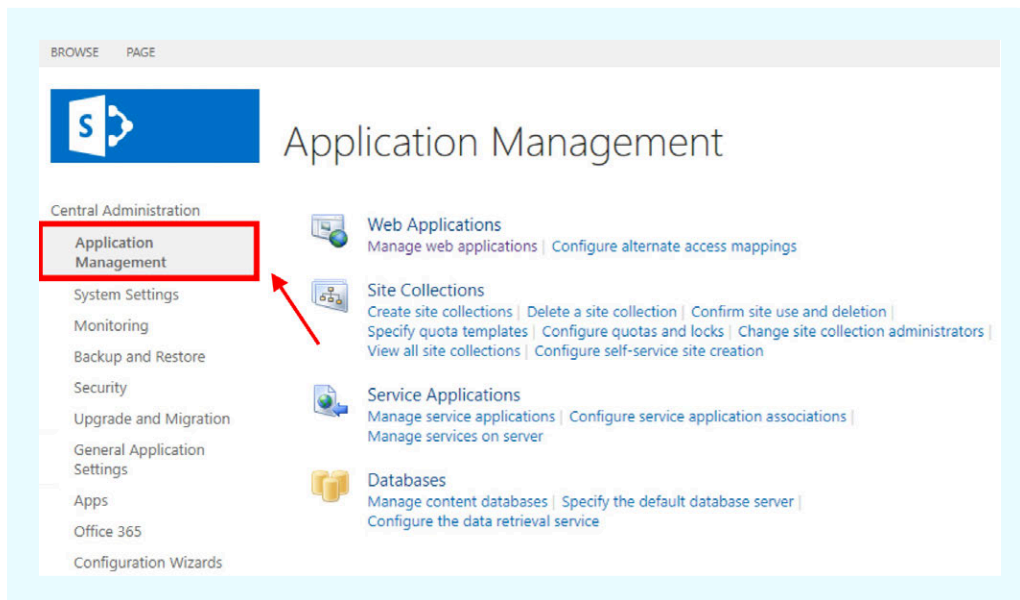 BROWSE PAGE
S
Application Management
Central Administration
Application
Management
System Settings
Monitoring
Backup and Restore
Security
Upgrade and Migration
General Application
Settings
Apps
Office 365
Configuration Wizards
Web Applications
Manage web applications | Configure alternate access mappings
Site Collections
Create site collections | Delete a site collection | Confirm site use and deletion |
Specify quota templates | Configure quotas and locks | Change site collection administrators |
View all site collections | Configure self-service site creation
Service Applications
Manage service applications | Configure service application associations |
Manage services on server
Databases
Manage content databases | Specify the default database server |
Configure the data retrieval service